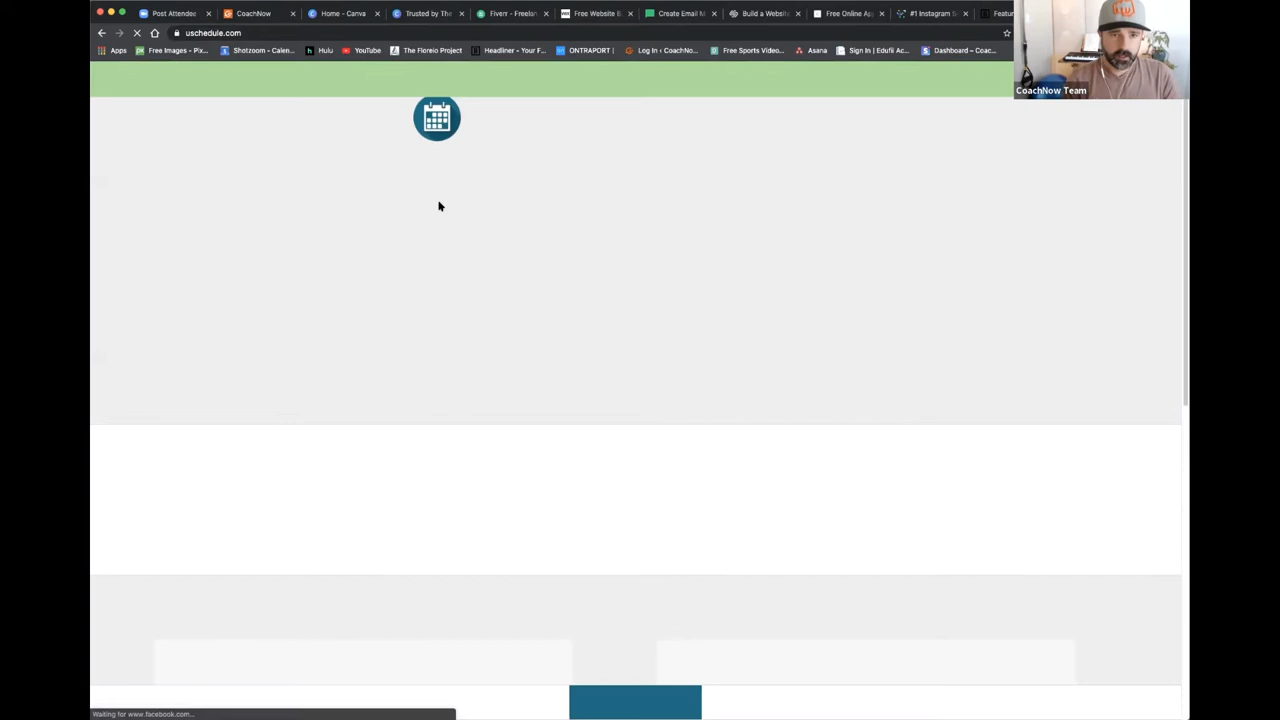 Post Attendee
CoachNow
Home - Canva
Trusted by The
Fiverr - Freelan
Free Website B
Create Email M
Build a Website
Free Online Ap
#1 Instagram S
Featur
uschedule.com
Apps
Free Images - Pix...
Shotzoom - Calen...
Hulu
YouTube
The Floreio Project
Headliner - Your F...
ONTRAPORT |
Log In ‹ CoachNo...
Free Sports Video...
Asana
Sign In | Edufii Ac...
Dashboard – Coac...
CoachNow Team
Waiting for www.facebook.com...